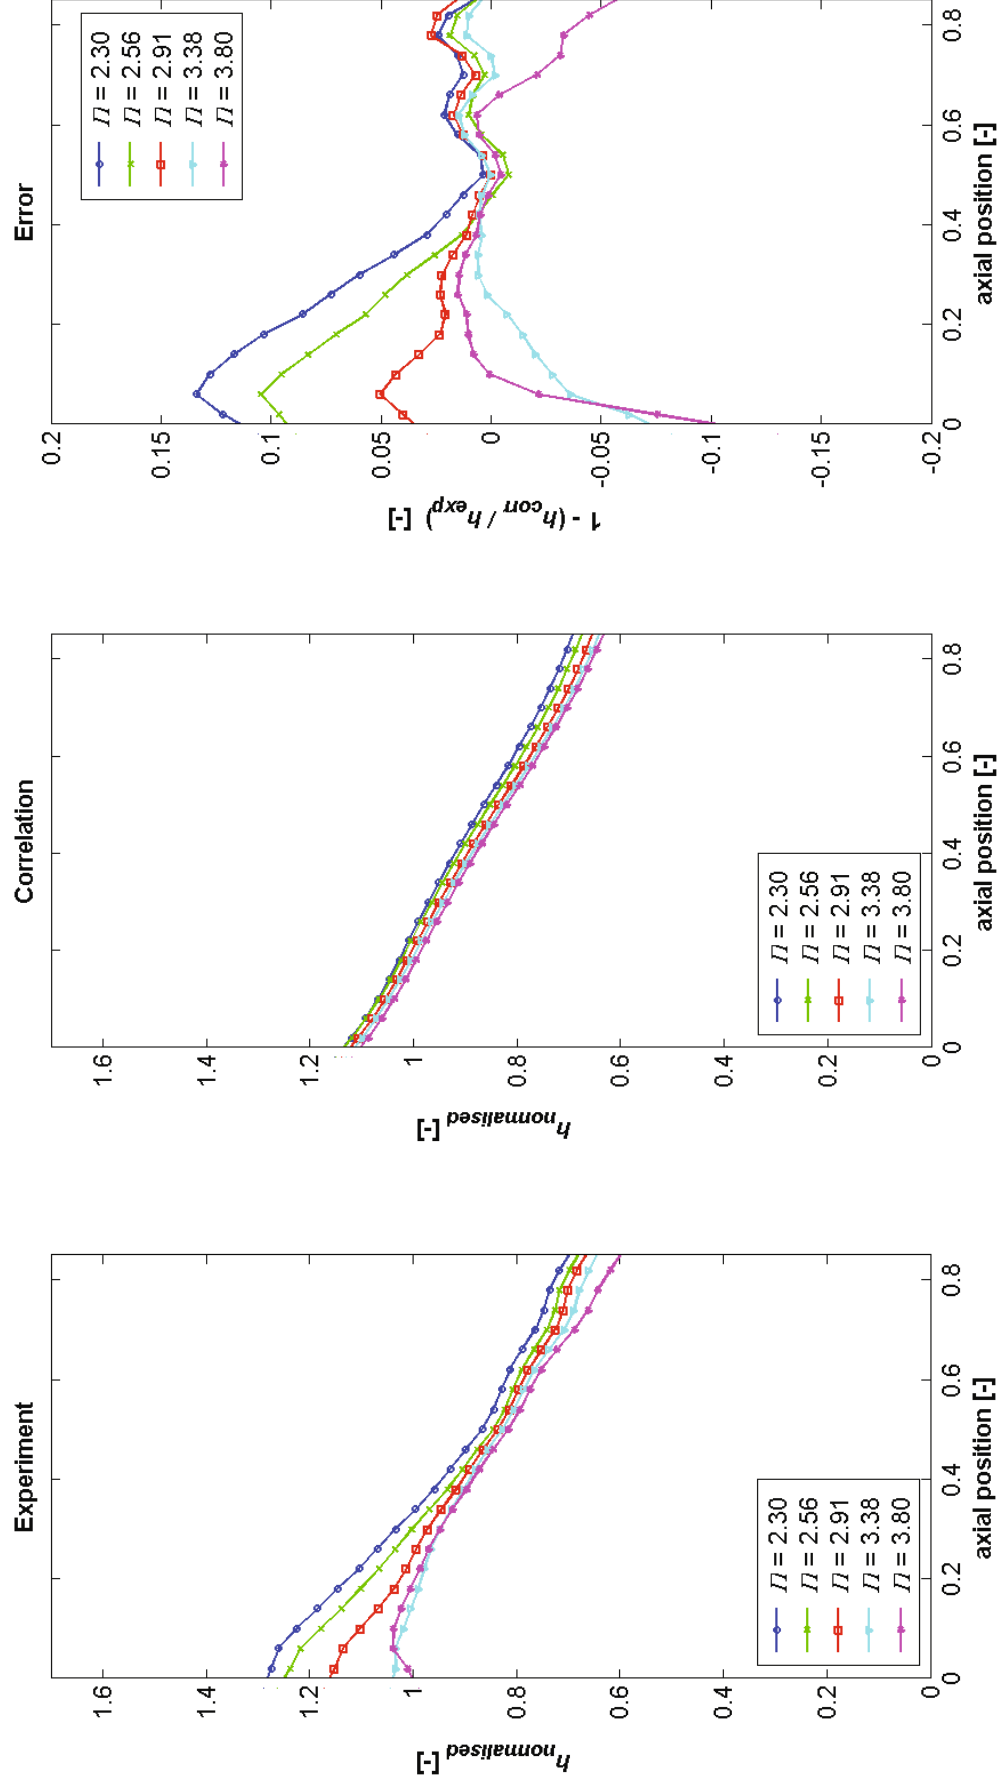 Experiment
h_normalised [-]
1.6
1.4
1.2
1
0.8
0.6
0.4
0.2
0
0 0.2 0.4 0.6 0.8
axial position [-]
Π = 2.30
Π = 2.56
Π = 2.91
Π = 3.38
Π = 3.80
Correlation
h_normalised [-]
1.6
1.4
1.2
1
0.8
0.6
0.4
0.2
0
0 0.2 0.4 0.6 0.8
axial position [-]
Π = 2.30
Π = 2.56
Π = 2.91
Π = 3.38
Π = 3.80
Error
1 - (h_corr / h_exp) [-]
0.2
0.15
0.1
0.05
0
-0.05
-0.1
-0.15
-0.2
0 0.2 0.4 0.6 0.8
axial position [-]
Π = 2.30
Π = 2.56
Π = 2.91
Π = 3.38
Π = 3.80